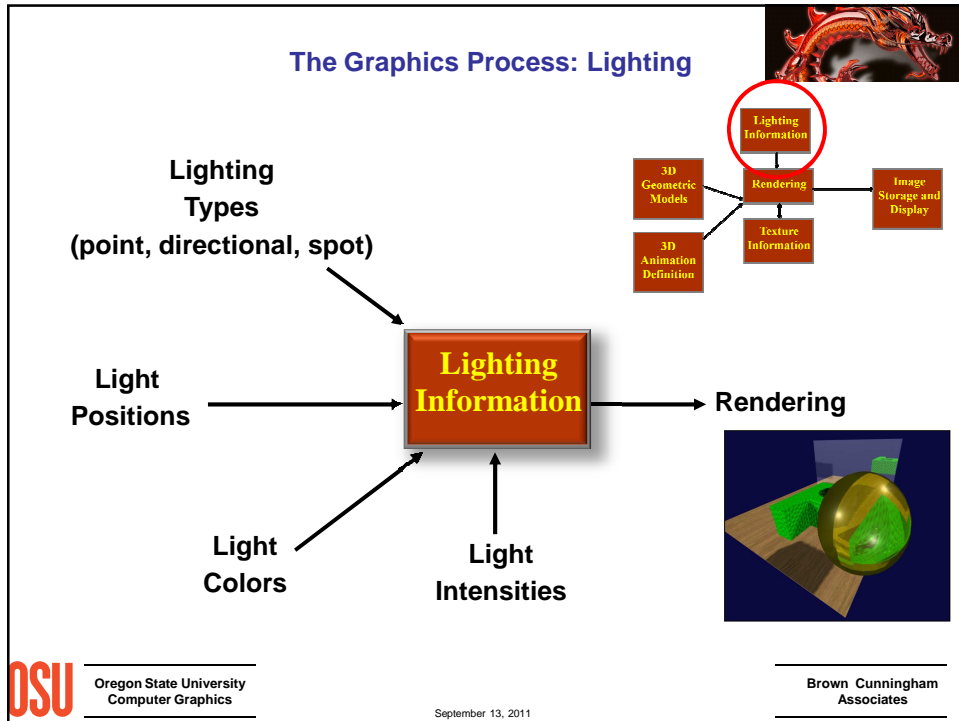 The Graphics Process: Lighting
Lighting
Information
3D
Geometric
Models
Rendering
Image
Storage and
Display
3D
Animation
Definition
Texture
Information
Lighting
Types
(point, directional, spot)
Lighting
Information
Light
Positions
Rendering
Light
Colors
Light
Intensities
OSU
Oregon State University
Computer Graphics
September 13, 2011
Brown Cunningham
Associates